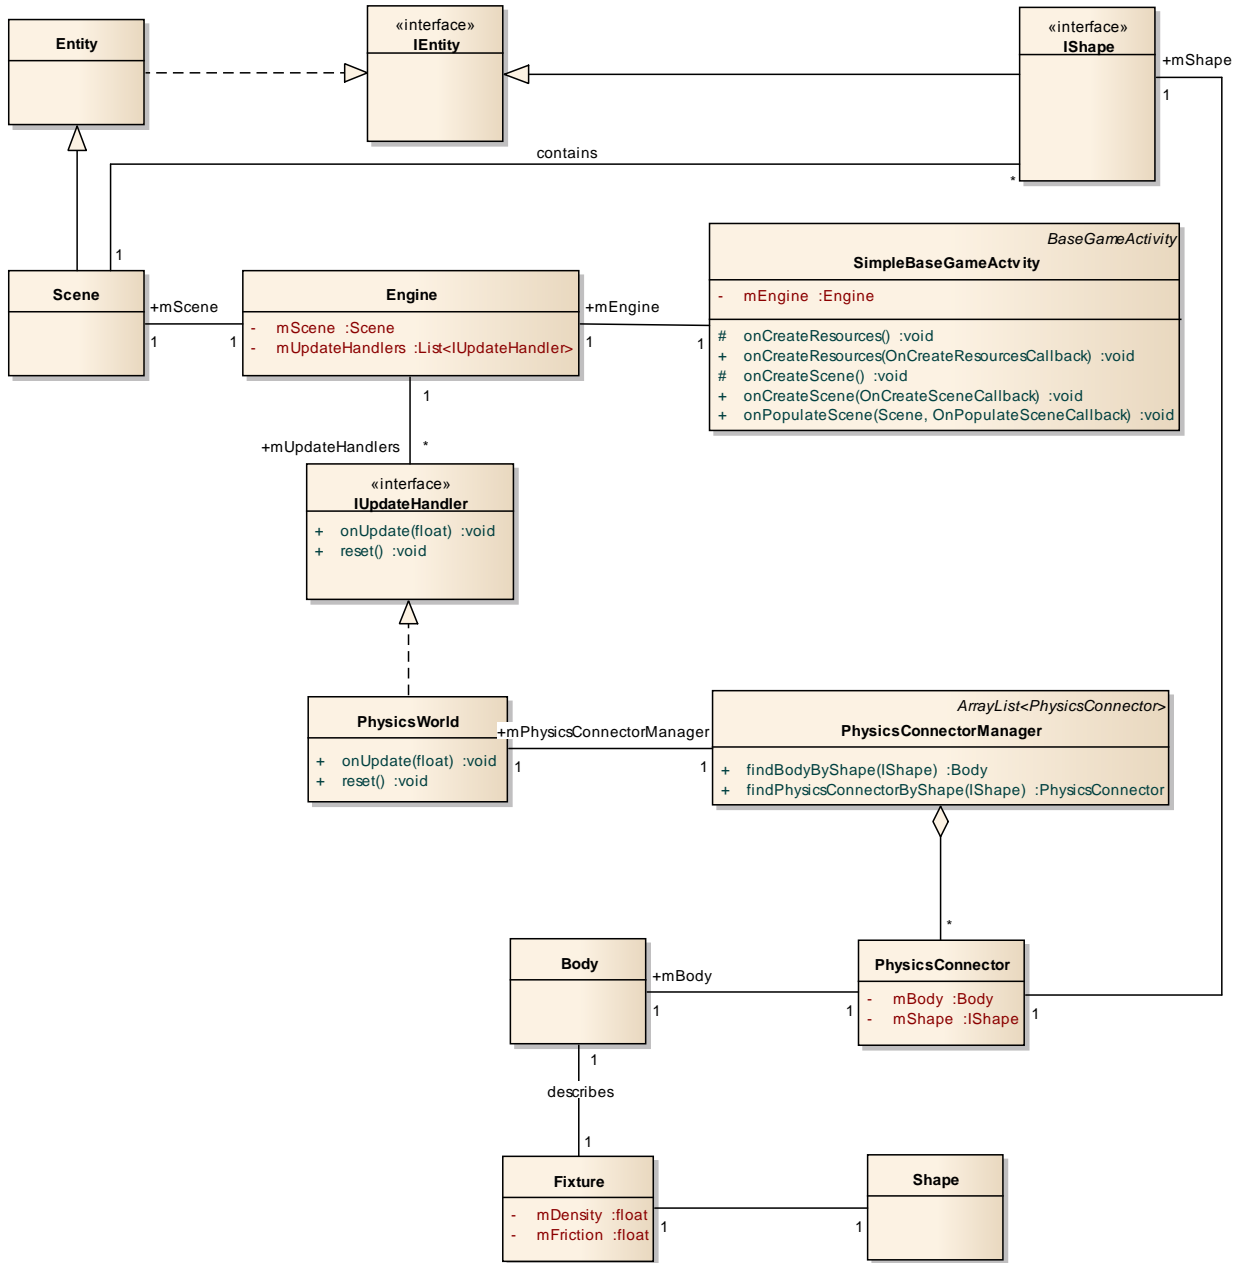 Entity
«interface»
IEntity
«interface»
IShape
+mShape
1
contains
*
1
BaseGameActivity
SimpleBaseGameActvity
- mEngine :Engine
# onCreateResources() :void
+ onCreateResources(OnCreateResourcesCallback) :void
# onCreateScene() :void
+ onCreateScene(OnCreateSceneCallback) :void
+ onPopulateScene(Scene, OnPopulateSceneCallback) :void
Scene
+mScene
1
1
Engine
- mScene :Scene
- mUpdateHandlers :List<IUpdateHandler>
+mEngine
1
1
1
+mUpdateHandlers
*
«interface»
IUpdateHandler
+ onUpdate(float) :void
+ reset() :void
PhysicsWorld
+ onUpdate(float) :void
+ reset() :void
+mPhysicsConnectorManager
1
1
ArrayList<PhysicsConnector>
PhysicsConnectorManager
+ findBodyByShape(IShape) :Body
+ findPhysicsConnectorByShape(IShape) :PhysicsConnector
*
Body
+mBody
1
1
PhysicsConnector
- mBody :Body
- mShape :IShape
1
1
describes
1
Fixture
- mDensity :float
- mFriction :float
1
1
Shape